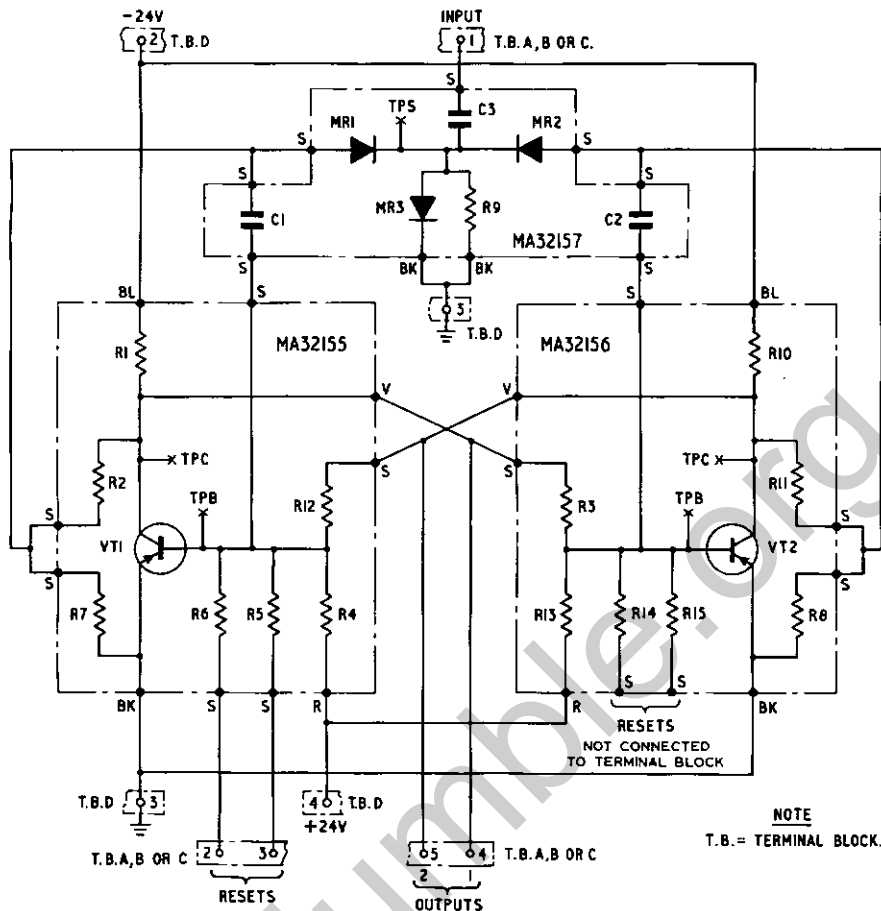 -24V
2 T.B.D
INPUT
1 T.B.A, B OR C.
S
C3
TPS
MR1
MR2
S
S
S
S
C1
MR3
R9
C2
MA32157
S
BK
BK
S
3
T.B.D
BL
S
S
BL
R1
MA32155
MA32156
R10
V
V
TPC
S
S
TPC
R2
R12
R3
R11
TPB
TPB
S
S
VT1
VT2
S
S
R7
R6
R5
R4
R13
R14
R15
R8
BK
S
S
R
R
S
S
BK
RESETS
NOT CONNECTED
TO TERMINAL BLOCK
T.B.D 3
4 T.B.D
+24V
NOTE
T.B.= TERMINAL BLOCK.
T.B.A, B OR C 2 3
5 4 T.B.A, B OR C
RESETS
2 1
OUTPUTS
umble.org